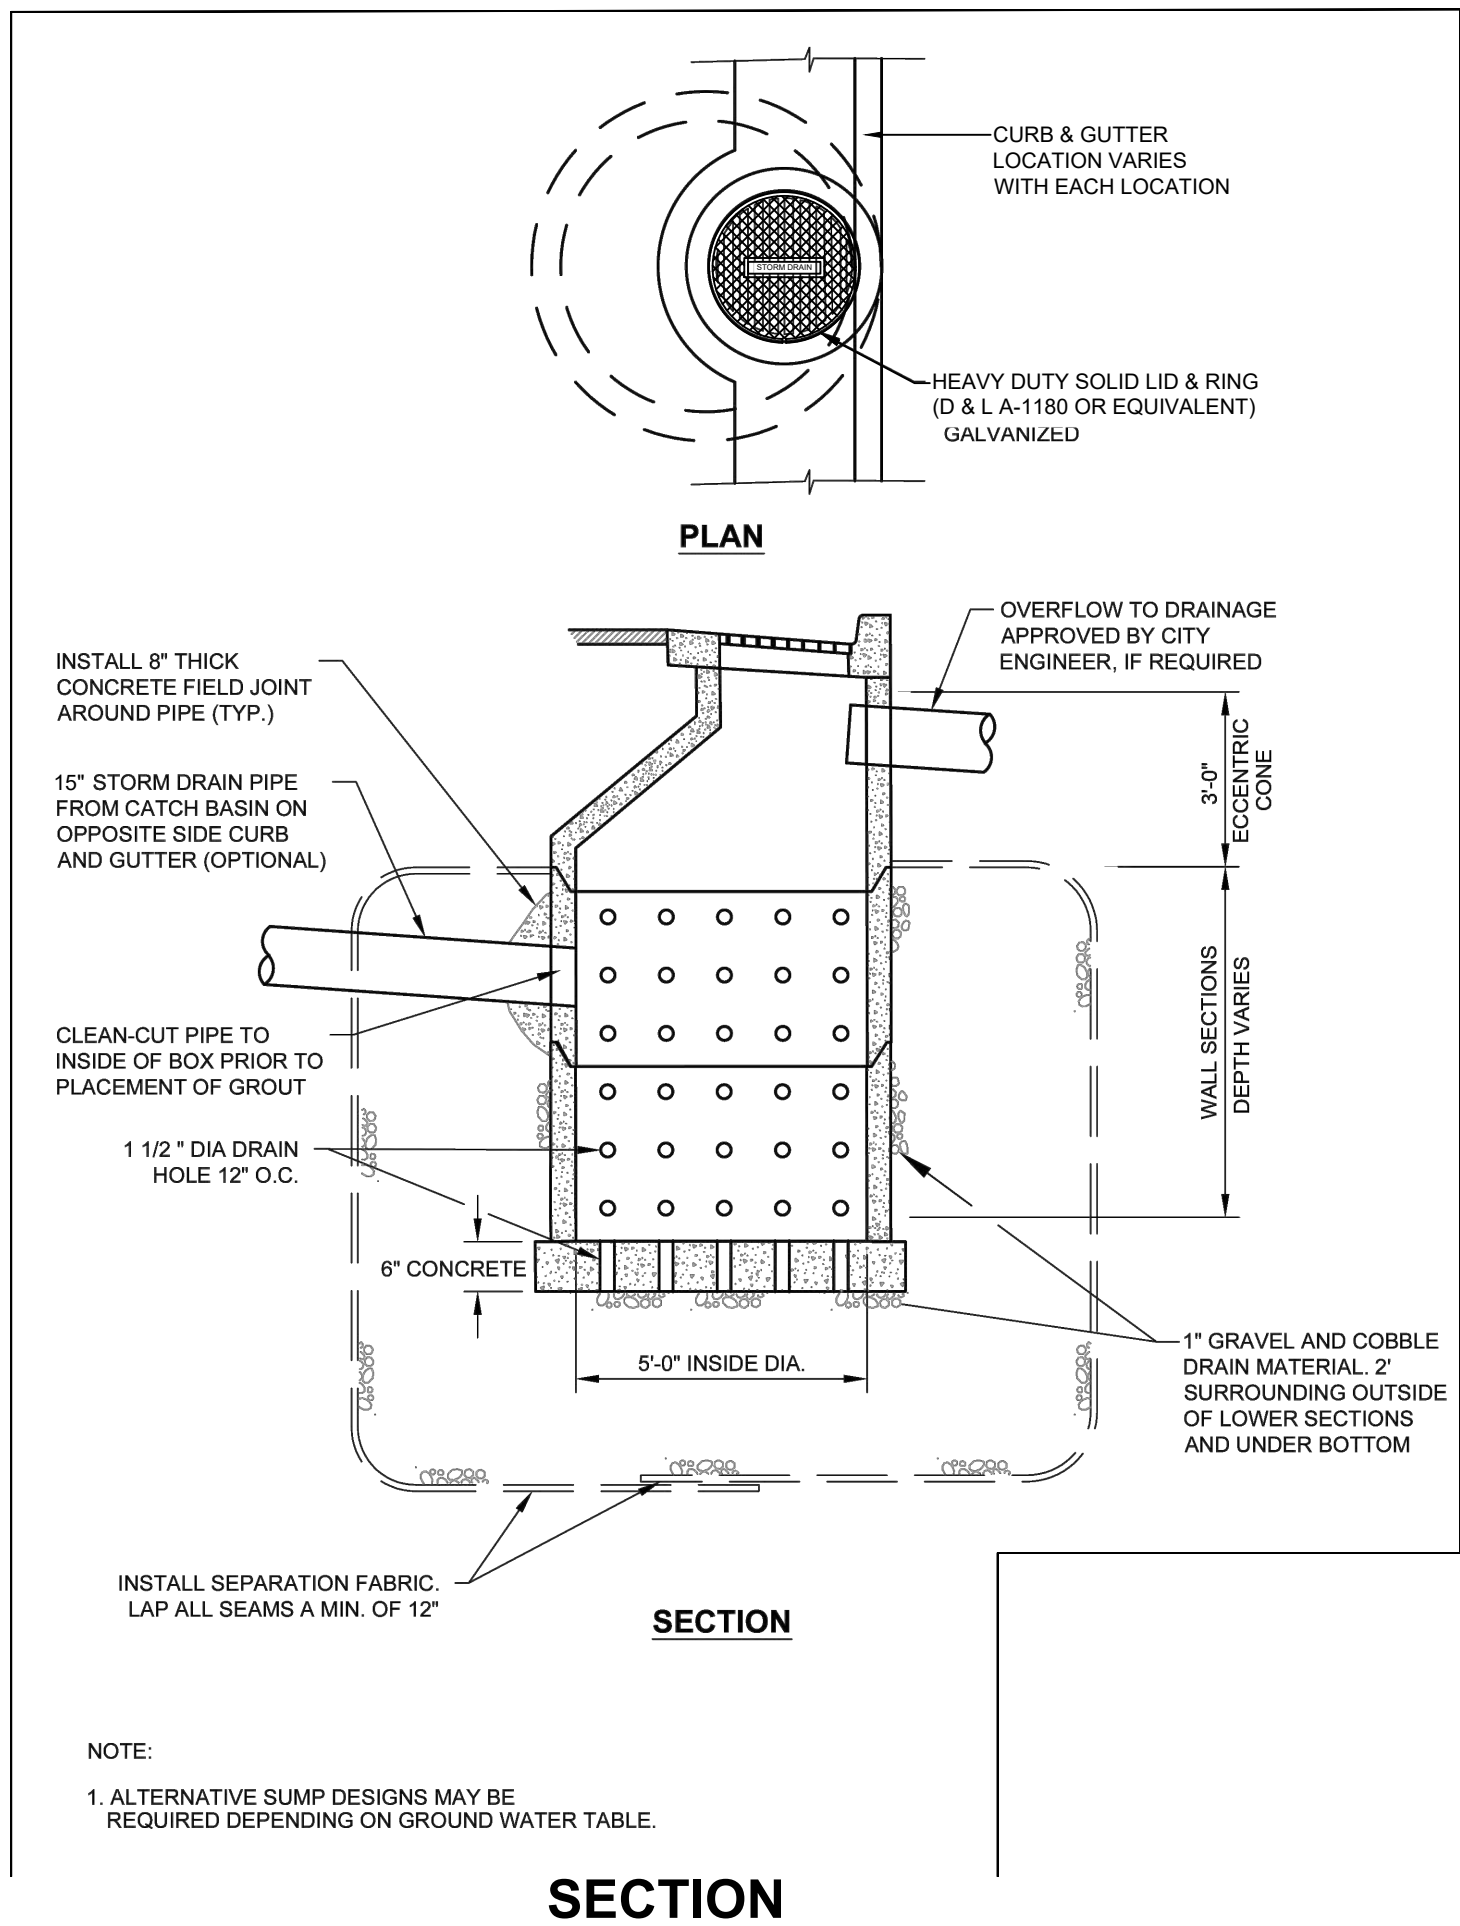 CURB & GUTTER
LOCATION VARIES
WITH EACH LOCATION
STORM DRAIN
HEAVY DUTY SOLID LID & RING
(D & L A-1180 OR EQUIVALENT)
GALVANIZED
PLAN
OVERFLOW TO DRAINAGE
APPROVED BY CITY
ENGINEER, IF REQUIRED
INSTALL 8" THICK
CONCRETE FIELD JOINT
AROUND PIPE (TYP.)
15" STORM DRAIN PIPE
FROM CATCH BASIN ON
OPPOSITE SIDE CURB
AND GUTTER (OPTIONAL)
3'-0"
ECCENTRIC
CONE
WALL SECTIONS
DEPTH VARIES
CLEAN-CUT PIPE TO
INSIDE OF BOX PRIOR TO
PLACEMENT OF GROUT
1 1/2 " DIA DRAIN
HOLE 12" O.C.
6" CONCRETE
5'-0" INSIDE DIA.
1" GRAVEL AND COBBLE
DRAIN MATERIAL. 2'
SURROUNDING OUTSIDE
OF LOWER SECTIONS
AND UNDER BOTTOM
INSTALL SEPARATION FABRIC.
LAP ALL SEAMS A MIN. OF 12"
SECTION
NOTE:
1. ALTERNATIVE SUMP DESIGNS MAY BE
REQUIRED DEPENDING ON GROUND WATER TABLE.
SECTION